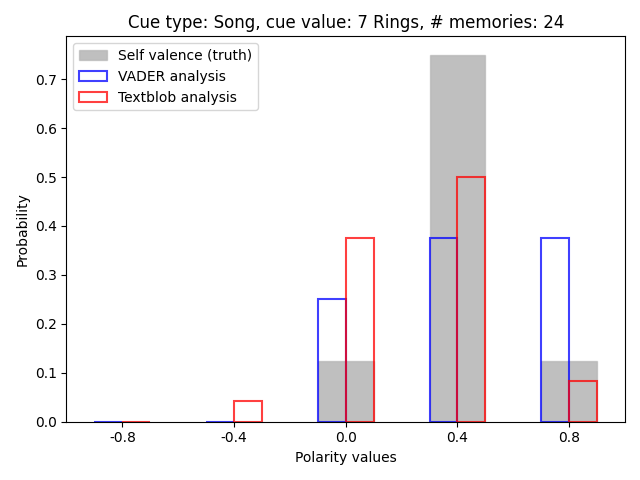 Cue type: Song, cue value: 7 Rings, # memories: 24
Self valence (truth)
VADER analysis
Textblob analysis
Probability
0.7
0.6
0.5
0.4
0.3
0.2
0.1
0.0
-0.8 -0.4 0.0 0.4 0.8
Polarity values